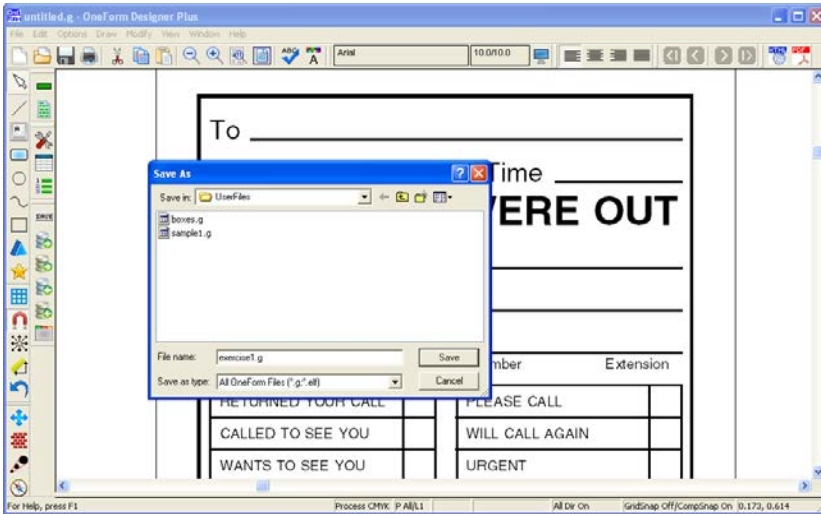 untitled.g - OneForm Designer Plus
File Edit Options Draw Modify View Window Help
ABC A Arial 10.0/10.0 HTML PDF
To
Time
VERE OUT
Save As
Save in: UserFiles
boxes.g
sample1.g
File name: exercise1.g Save
Save as type: All OneForm Files (*.g;*.elf) Cancel
mber Extension
RETURNED YOUR CALL PLEASE CALL
CALLED TO SEE YOU WILL CALL AGAIN
WANTS TO SEE YOU URGENT
For Help, press F1 Process CMYK P All/L1 All Dir On GridSnap Off/CompSnap On 0.173, 0.614